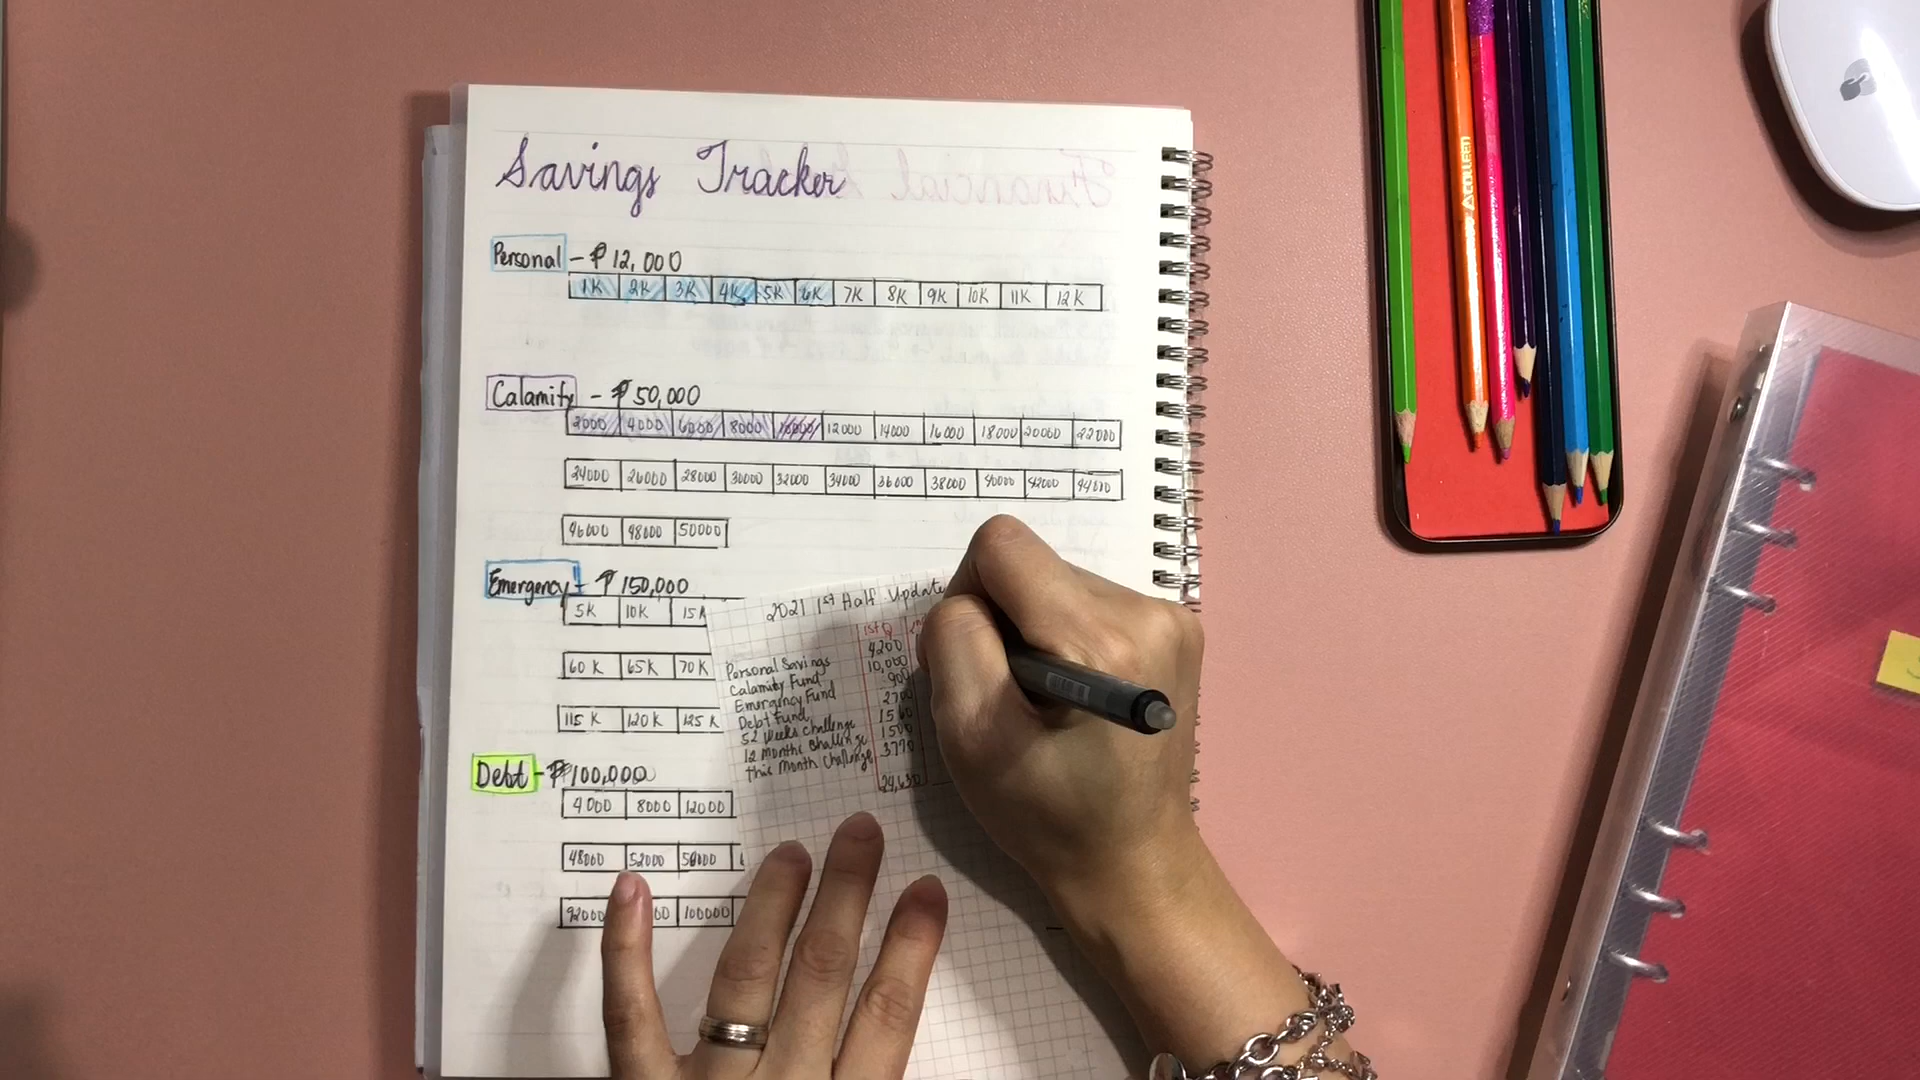 Savings Tracker
Financial
Personal - ₱ 12,000
1K 2K 3K 4K 5K 6K 7K 8K 9K 10K 11K 12K
Calamity - ₱ 50,000
2000 4000 6000 8000 10000 12000 14000 16000 18000 20000 22000
24000 26000 28000 30000 32000 34000 36000 38000 40000 42000 44000
46000 48000 50000
Emergency - ₱ 150,000
5K 10K 15K
60K 65K 70K
115K 120K 125K
Debt - ₱ 100,000
4000 8000 12000
48000 52000 56000
92000 100000
2021 1st Half Update
1st Q
Personal Savings 4200
Calamity Fund 10,000
Emergency Fund 900
Debt Fund 2700
52 Weeks Challenge 1560
12 Months Challenge 1500
this Month Challenge 3770
24,630
COLLEEN